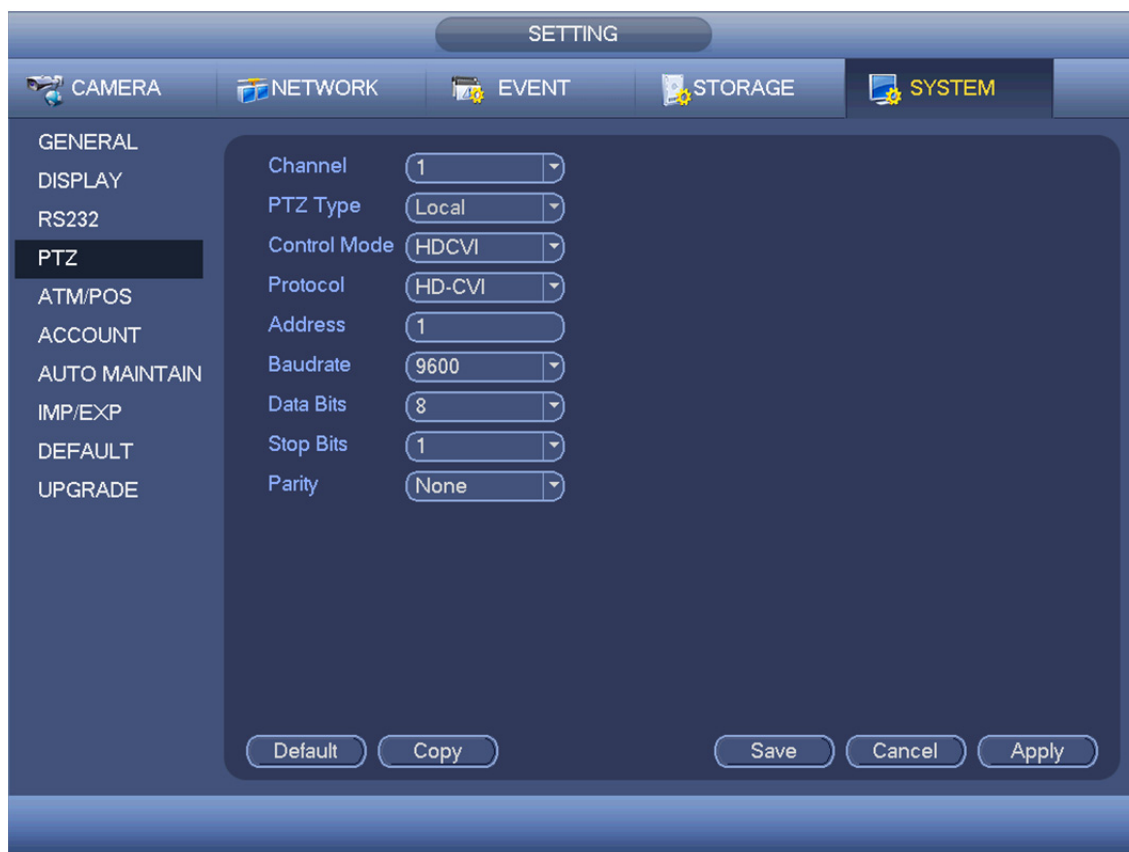 SETTING
CAMERA NETWORK EVENT STORAGE SYSTEM
GENERAL
DISPLAY
RS232
PTZ
ATM/POS
ACCOUNT
AUTO MAINTAIN
IMP/EXP
DEFAULT
UPGRADE
Channel 1
PTZ Type Local
Control Mode HDCVI
Protocol HD-CVI
Address 1
Baudrate 9600
Data Bits 8
Stop Bits 1
Parity None
Default Copy Save Cancel Apply